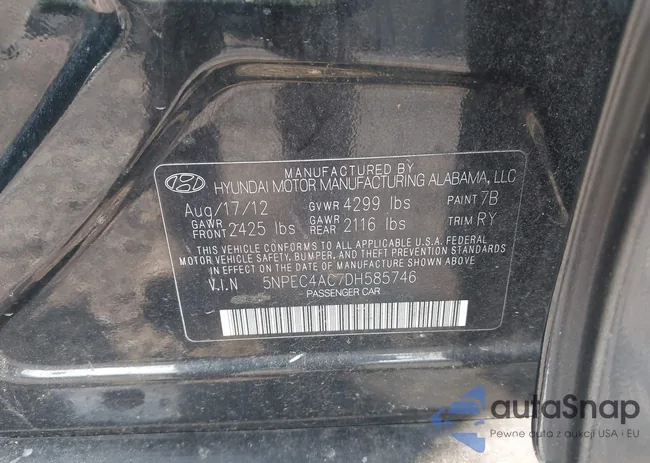 MANUFACTURED BY
HYUNDAI MOTOR MANUFACTURING ALABAMA, LLC
Aug/17/12 GVWR 4299 lbs PAINT 7B
GAWR FRONT 2425 lbs GAWR REAR 2116 lbs TRIM RY
THIS VEHICLE CONFORMS TO ALL APPLICABLE U.S.A. FEDERAL
MOTOR VEHICLE SAFETY, BUMPER, AND THEFT PREVENTION STANDARDS
IN EFFECT ON THE DATE OF MANUFACTURE SHOWN ABOVE.
V.I.N 5NPEC4AC7DH585746
PASSENGER CAR
autaSnap
Pewne auta z aukcji USA i EU